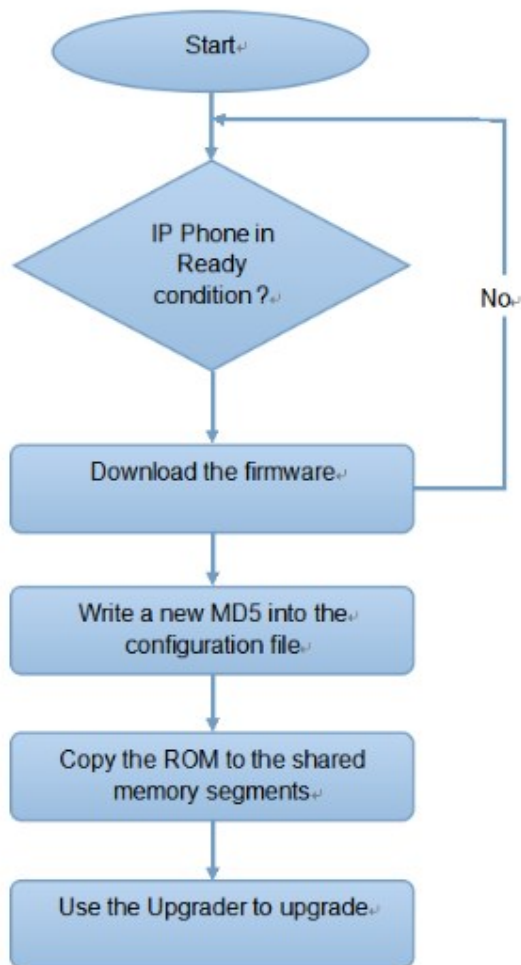 Start
IP Phone in
Ready
condition ?
No
Download the firmware
Write a new MD5 into the
configuration file
Copy the ROM to the shared
memory segments
Use the Upgrader to upgrade